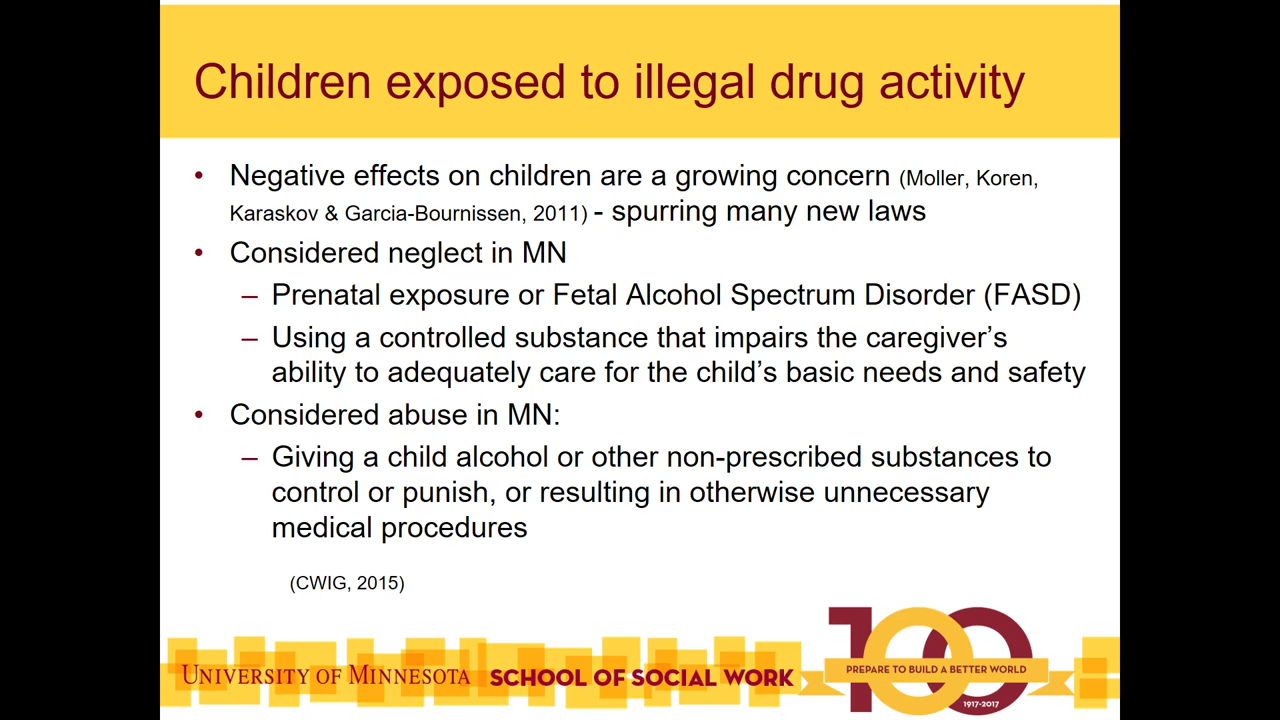 Children exposed to illegal drug activity
• Negative effects on children are a growing concern (Moller, Koren,
Karaskov & Garcia-Bournissen, 2011) - spurring many new laws
• Considered neglect in MN
– Prenatal exposure or Fetal Alcohol Spectrum Disorder (FASD)
– Using a controlled substance that impairs the caregiver's
ability to adequately care for the child's basic needs and safety
• Considered abuse in MN:
– Giving a child alcohol or other non-prescribed substances to
control or punish, or resulting in otherwise unnecessary
medical procedures
(CWIG, 2015)
UNIVERSITY OF MINNESOTA SCHOOL OF SOCIAL WORK
100
PREPARE TO BUILD A BETTER WORLD
1917-2017